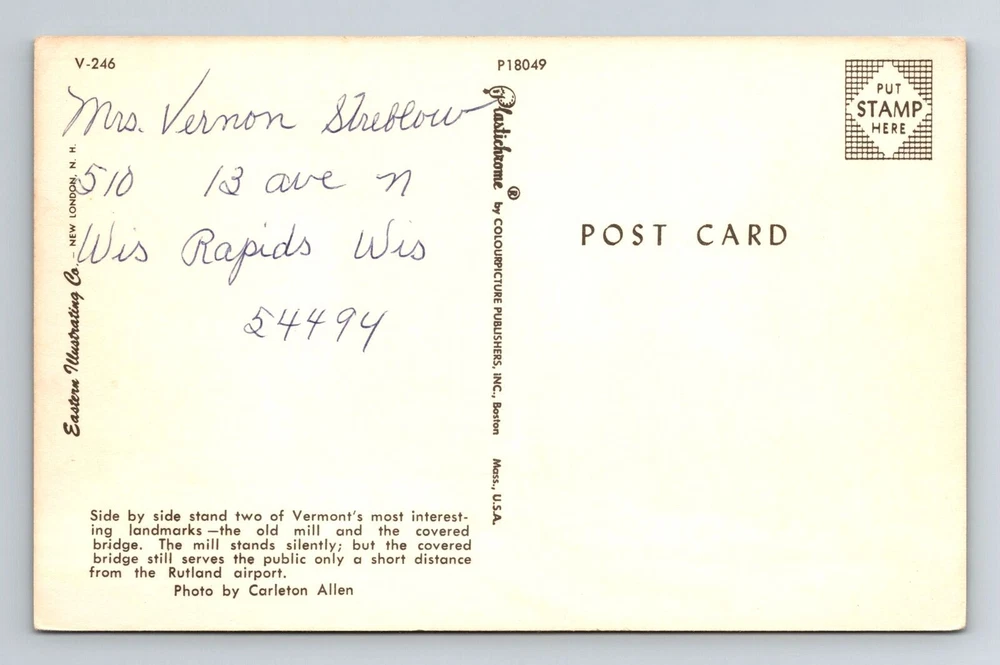 V-246
P18049
Mrs. Vernon Streblow
510 13 ave n
Wis Rapids Wis
54494
Eastern Illustrating Co. - NEW LONDON, N. H.
Plastichrome ® by COLOURPICTURE PUBLISHERS, INC., Boston Mass., U.S.A.
PUT
STAMP
HERE
POST CARD
Side by side stand two of Vermont's most interest-
ing landmarks—the old mill and the covered
bridge. The mill stands silently; but the covered
bridge still serves the public only a short distance
from the Rutland airport.
Photo by Carleton Allen